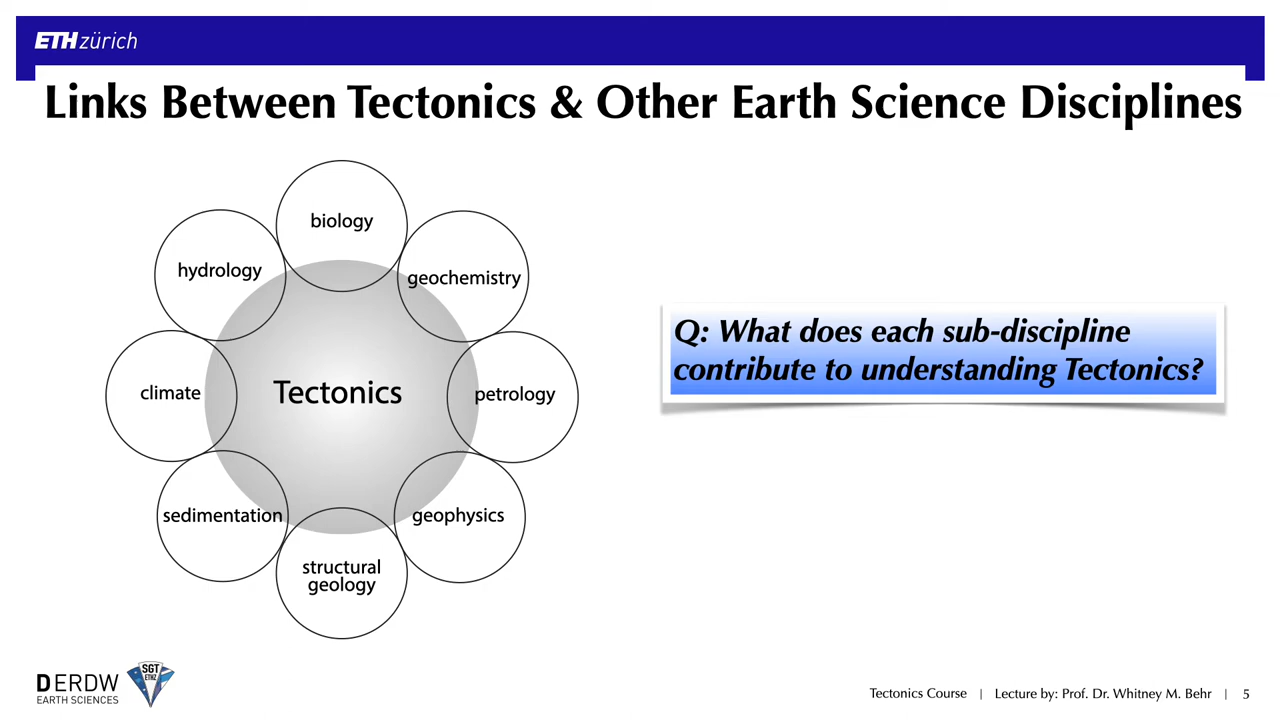 ETH zürich
Links Between Tectonics & Other Earth Science Disciplines
biology
hydrology
geochemistry
climate
Tectonics
petrology
sedimentation
geophysics
structural
geology
Q: What does each sub-discipline
contribute to understanding Tectonics?
DERDW
EARTH SCIENCES
SGT
ETHZ
Tectonics Course | Lecture by: Prof. Dr. Whitney M. Behr | 5